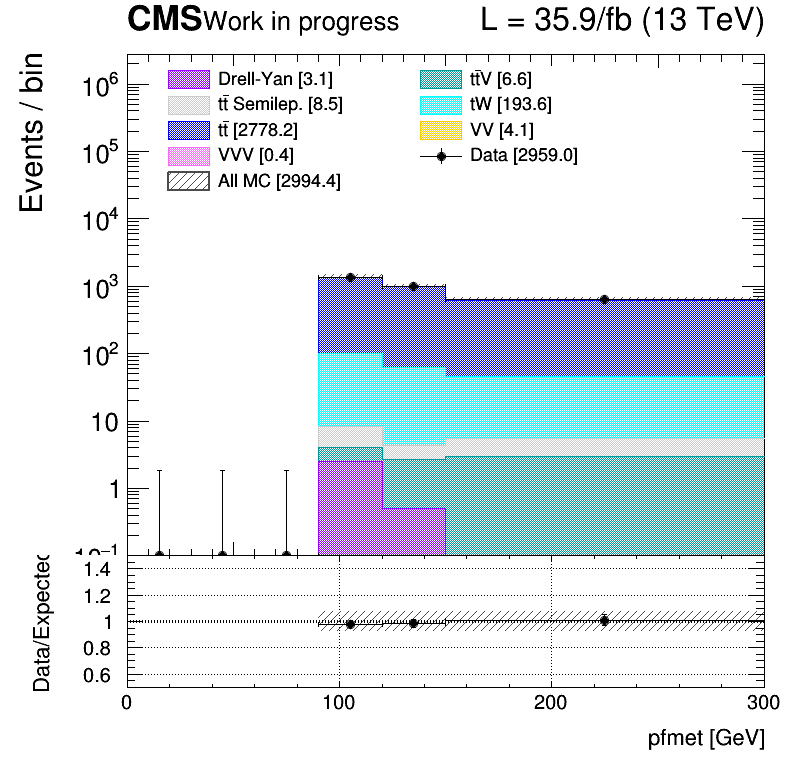 CMS Work in progress L = 35.9/fb (13 TeV)
Events / bin
Drell-Yan [3.1]
tt̄ Semilep. [8.5]
tt̄ [2778.2]
VVV [0.4]
All MC [2994.4]
tt̄V [6.6]
tW [193.6]
VV [4.1]
Data [2959.0]
10⁶
10⁵
10⁴
10³
10²
10
1
10⁻¹
Data/Expected
1.4
1.2
1
0.8
0.6
0 100 200 300
pfmet [GeV]